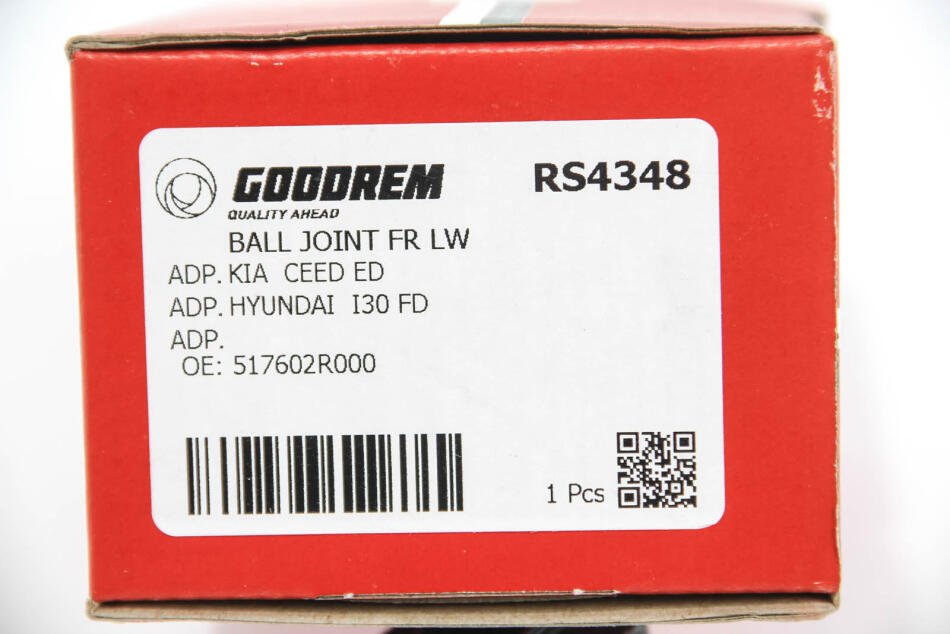 GOODREM
QUALITY AHEAD
RS4348
BALL JOINT FR LW
ADP. KIA CEED ED
ADP. HYUNDAI I30 FD
ADP.
OE: 517602R000
1 Pcs